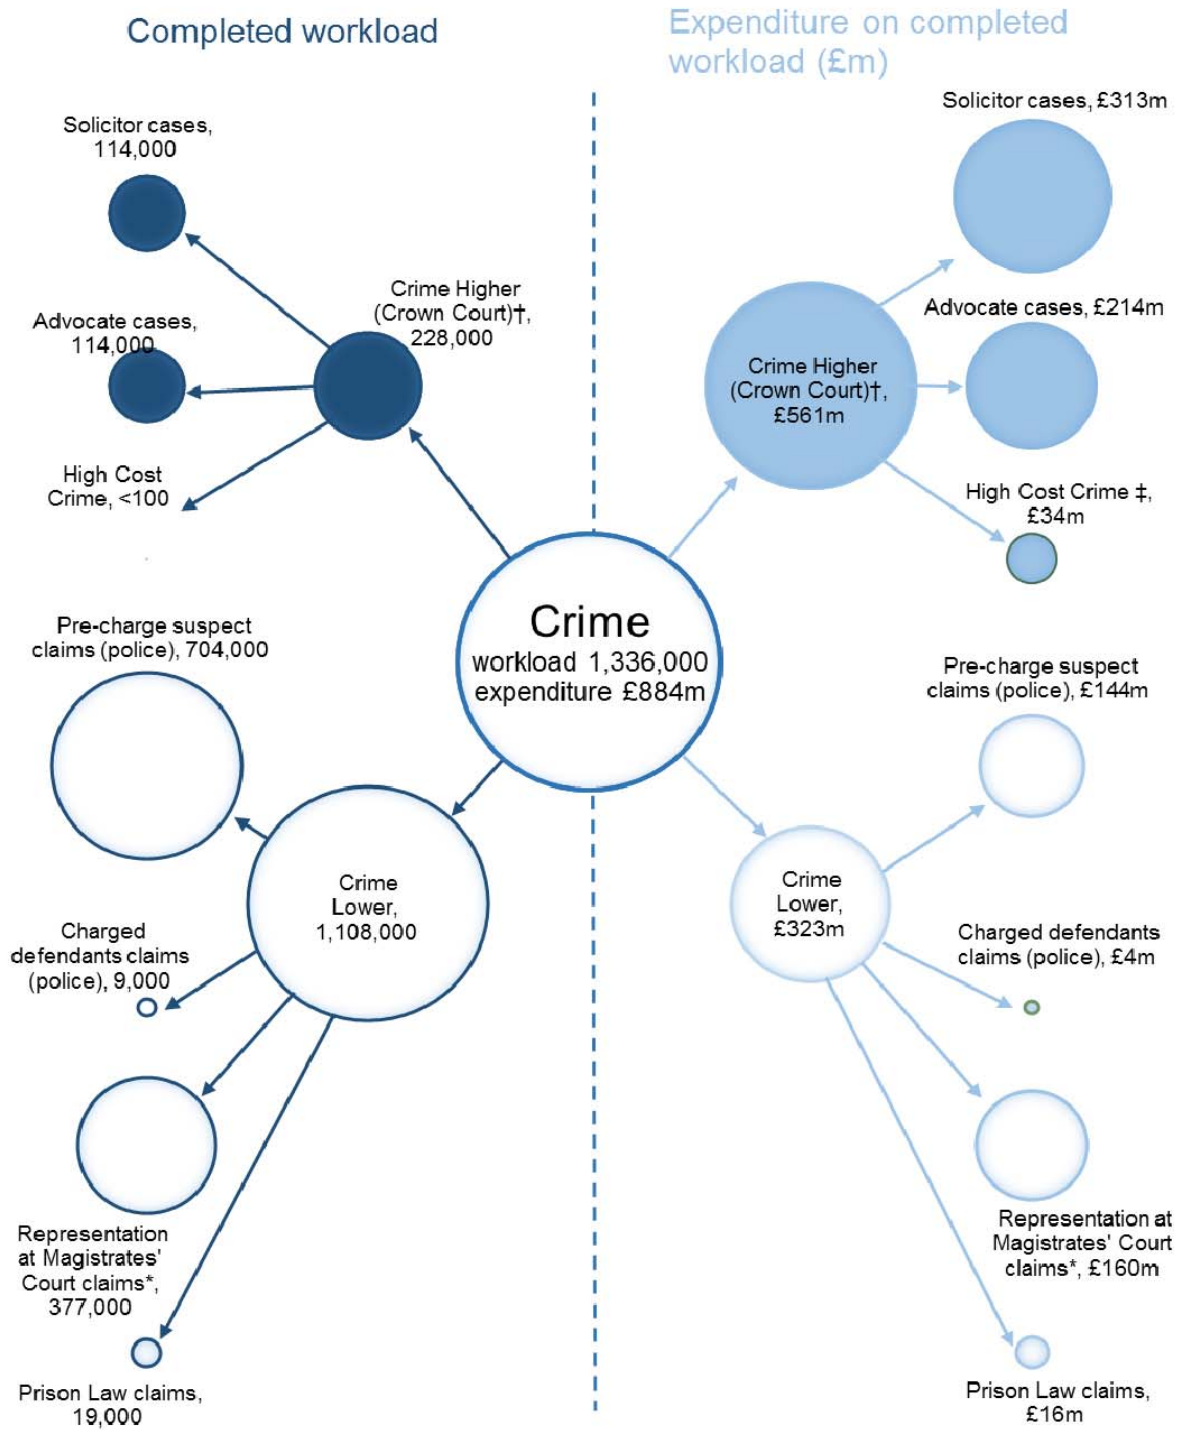 Completed workload
Expenditure on completed
workload (£m)
Solicitor cases,
114,000
Advocate cases,
114,000
High Cost
Crime, <100
Crime Higher
(Crown Court)†,
228,000
Solicitor cases, £313m
Advocate cases, £214m
Crime Higher
(Crown Court)†,
£561m
High Cost Crime ‡,
£34m
Crime
workload 1,336,000
expenditure £884m
Pre-charge suspect
claims (police), 704,000
Crime
Lower,
1,108,000
Charged
defendants claims
(police), 9,000
Representation
at Magistrates'
Court claims*,
377,000
Prison Law claims,
19,000
Pre-charge suspect
claims (police), £144m
Crime
Lower,
£323m
Charged defendants
claims (police), £4m
Representation at
Magistrates' Court
claims*, £160m
Prison Law claims,
£16m